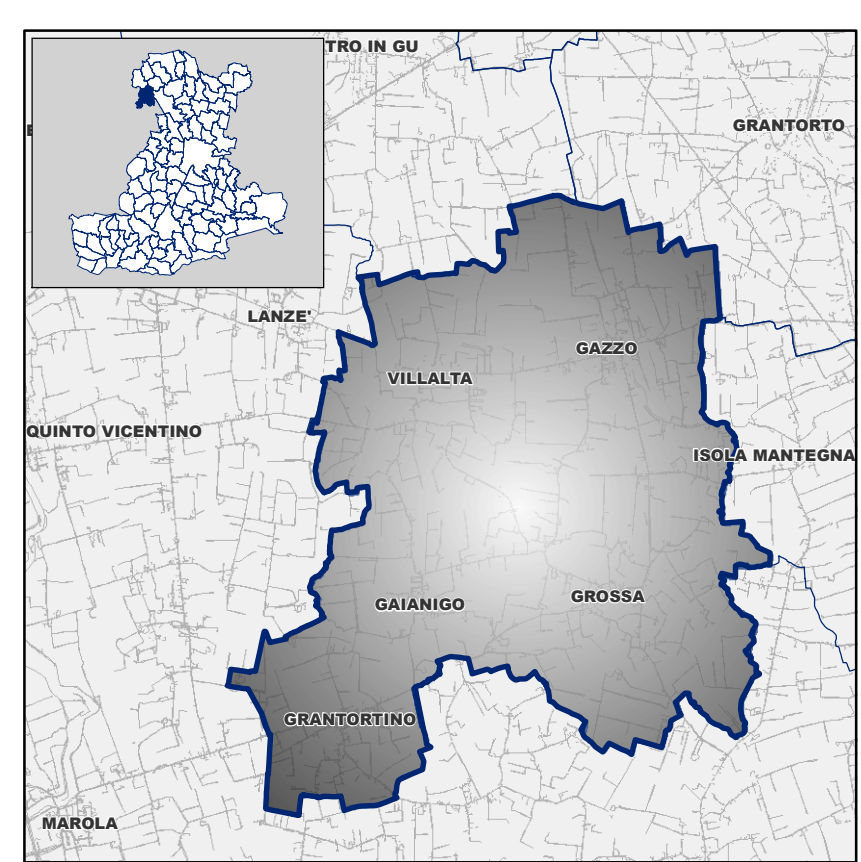 TRO IN GU
GRANTORTO
LANZE'
GAZZO
VILLALTA
QUINTO VICENTINO
ISOLA MANTEGNA
GAIANIGO
GROSSA
GRANTORTINO
MAROLA